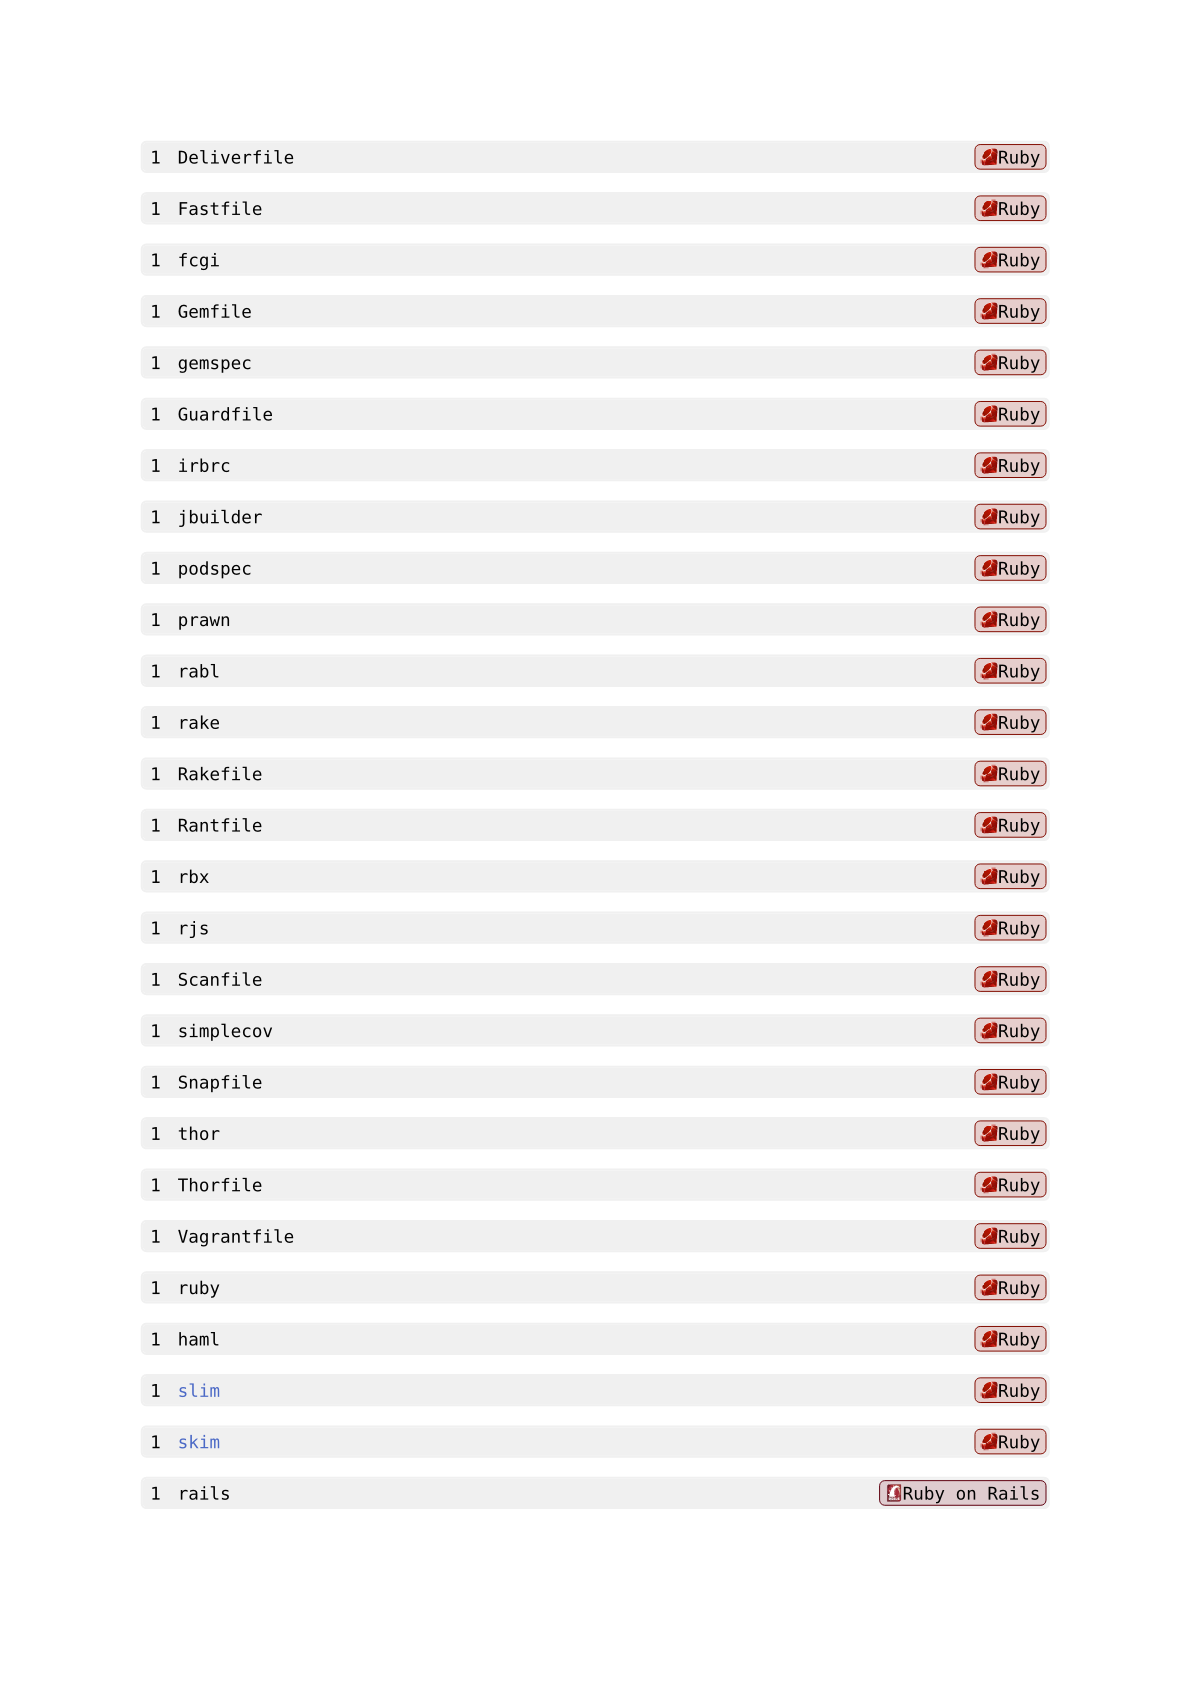 1 Deliverfile Ruby
1 Fastfile Ruby
1 fcgi Ruby
1 Gemfile Ruby
1 gemspec Ruby
1 Guardfile Ruby
1 irbrc Ruby
1 jbuilder Ruby
1 podspec Ruby
1 prawn Ruby
1 rabl Ruby
1 rake Ruby
1 Rakefile Ruby
1 Rantfile Ruby
1 rbx Ruby
1 rjs Ruby
1 Scanfile Ruby
1 simplecov Ruby
1 Snapfile Ruby
1 thor Ruby
1 Thorfile Ruby
1 Vagrantfile Ruby
1 ruby Ruby
1 haml Ruby
1 slim Ruby
1 skim Ruby
1 rails Ruby on Rails